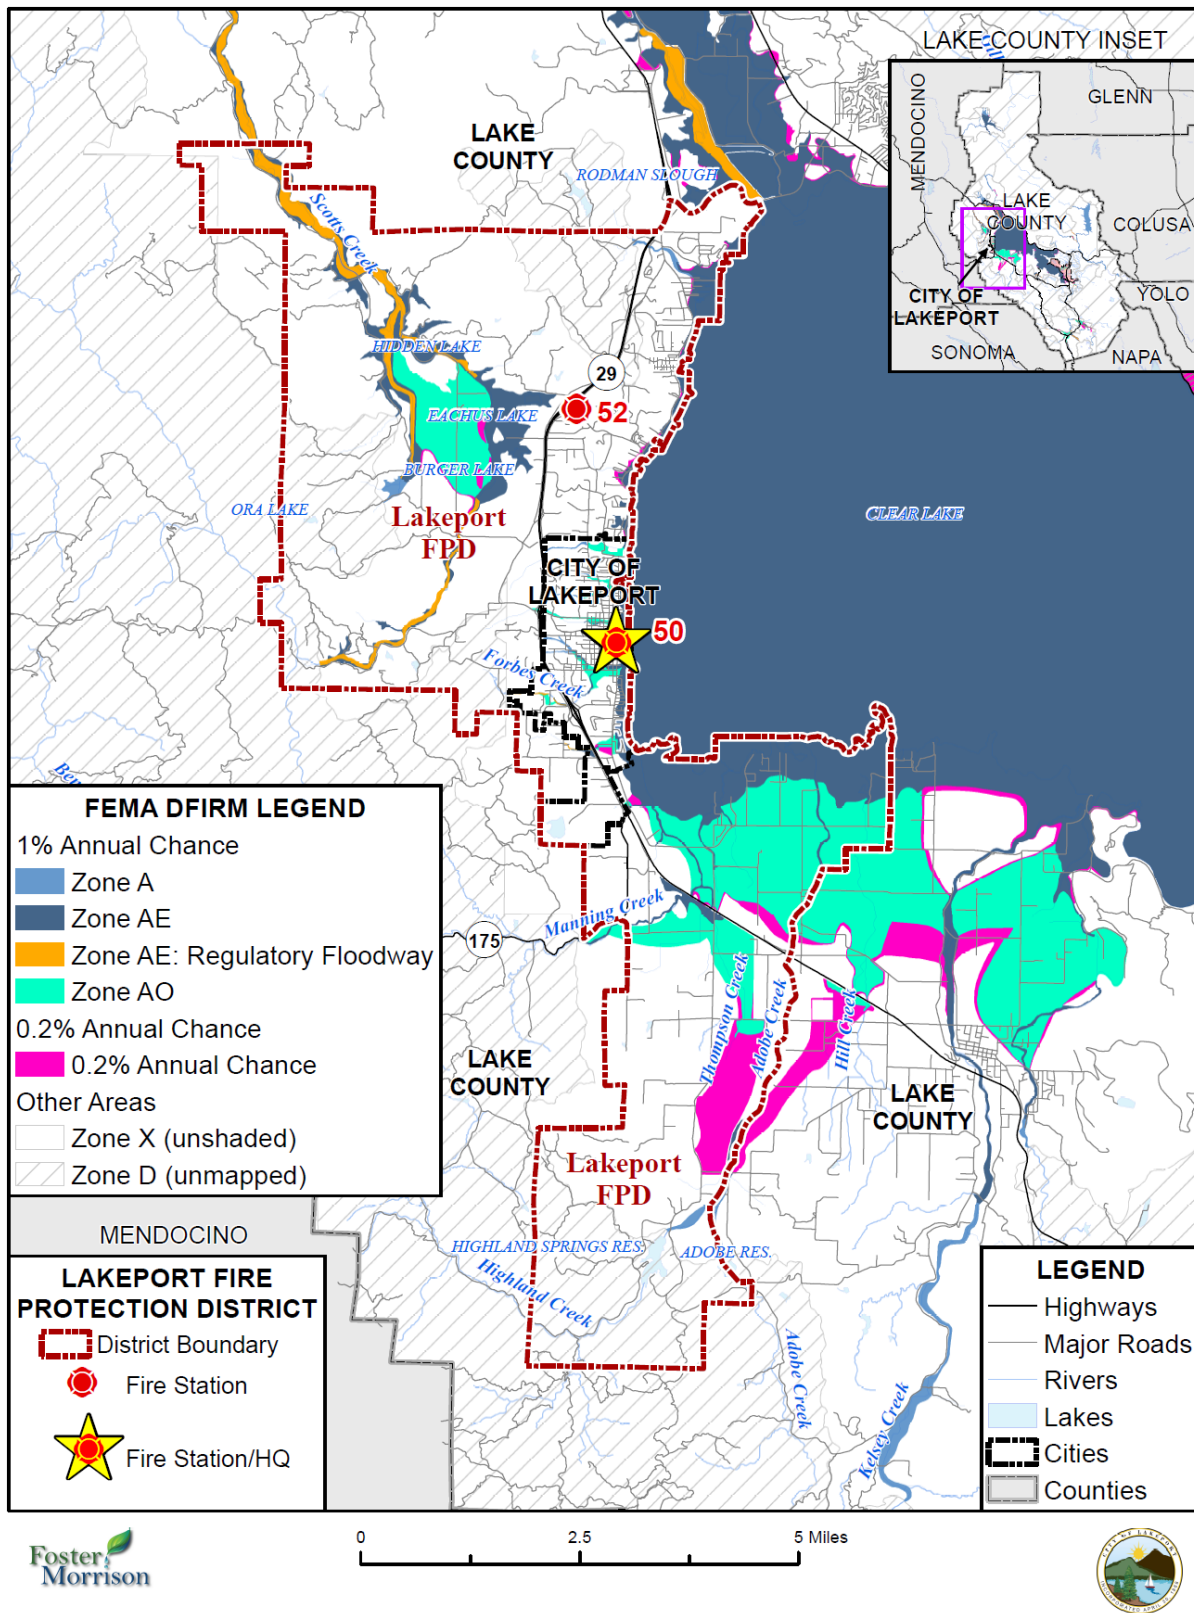 LAKE COUNTY INSET
MENDOCINO
GLENN
LAKE
COUNTY
COLUSA
CITY OF
LAKEPORT
YOLO
SONOMA
NAPA
LAKE
COUNTY
RODMAN SLOUGH
Scotts Creek
HIDDEN LAKE
29
52
EACHUS LAKE
BURGER LAKE
ORA LAKE
Lakeport
FPD
CLEAR LAKE
CITY OF
LAKEPORT
50
Forbes Creek
FEMA DFIRM LEGEND
1% Annual Chance
Zone A
Zone AE
Zone AE: Regulatory Floodway
Zone AO
0.2% Annual Chance
0.2% Annual Chance
Other Areas
Zone X (unshaded)
Zone D (unmapped)
Manning Creek
175
Thompson Creek
Adobe Creek
Hill Creek
LAKE
COUNTY
LAKE
COUNTY
Lakeport
FPD
HIGHLAND SPRINGS RES.
ADOBE RES.
Highland Creek
Adobe Creek
Kelsey Creek
MENDOCINO
LAKEPORT FIRE
PROTECTION DISTRICT
District Boundary
Fire Station
Fire Station/HQ
LEGEND
Highways
Major Roads
Rivers
Lakes
Cities
Counties
Foster
Morrison
0 2.5 5 Miles
CITY OF LAKEPORT